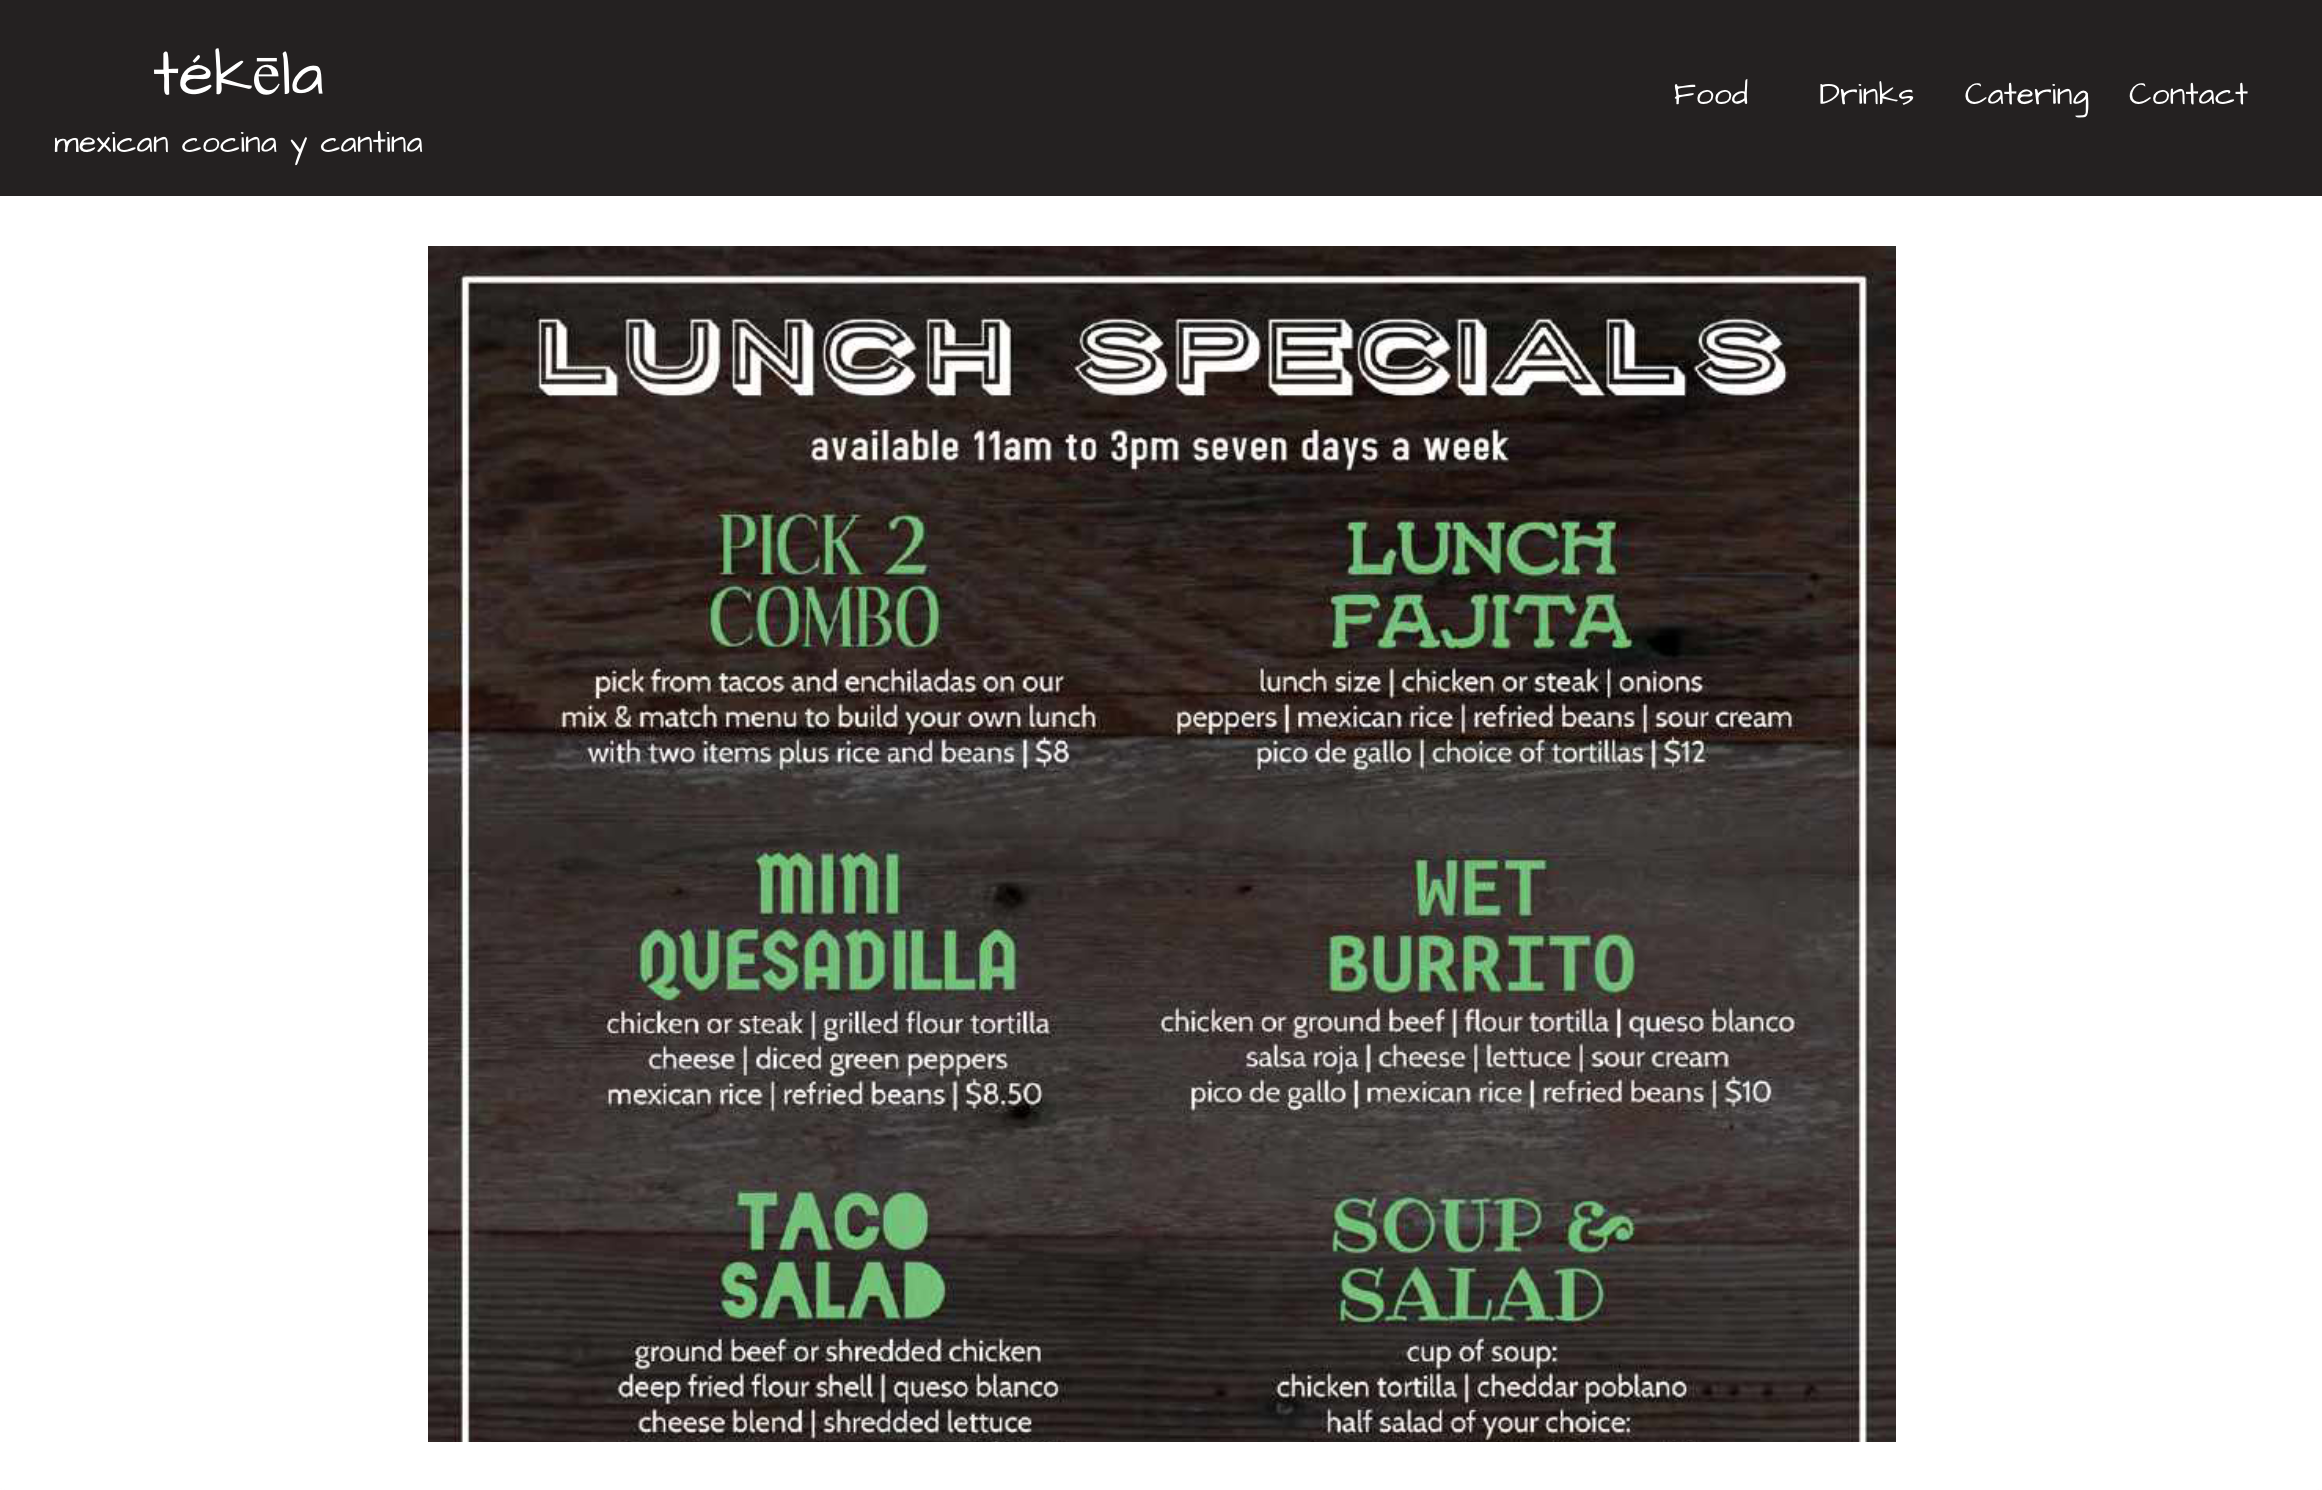 tékēla
mexican cocina y cantina
Food
Drinks
Catering
Contact
LUNCH SPECIALS
available 11am to 3pm seven days a week
PICK 2
COMBO
pick from tacos and enchiladas on our
mix & match menu to build your own lunch
with two items plus rice and beans | $8
LUNCH
FAJITA
lunch size | chicken or steak | onions
peppers | mexican rice | refried beans | sour cream
pico de gallo | choice of tortillas | $12
MINI
QUESADILLA
chicken or steak | grilled flour tortilla
cheese | diced green peppers
mexican rice | refried beans | $8.50
WET
BURRITO
chicken or ground beef | flour tortilla | queso blanco
salsa roja | cheese | lettuce | sour cream
pico de gallo | mexican rice | refried beans | $10
TACO
SALAD
ground beef or shredded chicken
deep fried flour shell | queso blanco
cheese blend | shredded lettuce
SOUP &
SALAD
cup of soup:
chicken tortilla | cheddar poblano
half salad of your choice: